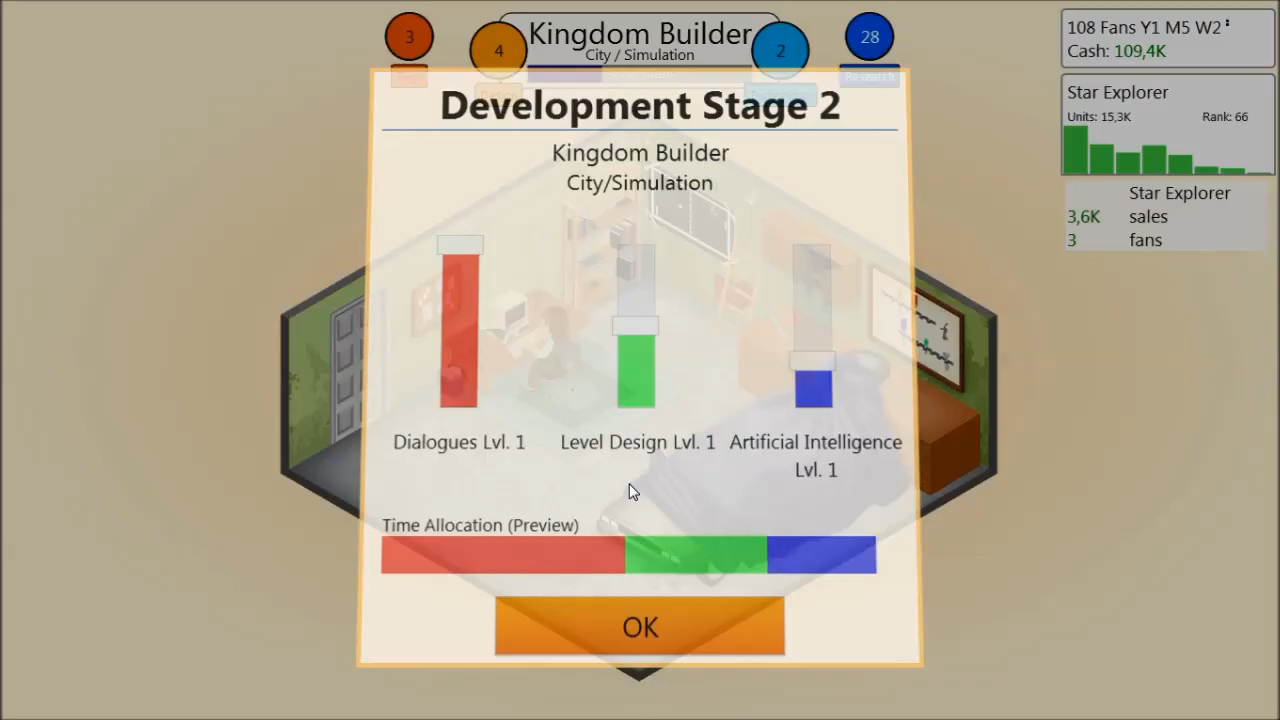 3
4
Kingdom Builder
City / Simulation
2
28
Research
108 Fans Y1 M5 W2
Cash: 109,4K
Star Explorer
Units: 15,3K
Rank: 66
Star Explorer
3,6K sales
3 fans
Development Stage 2
Kingdom Builder
City/Simulation
Dialogues Lvl. 1
Level Design Lvl. 1
Artificial Intelligence
Lvl. 1
Time Allocation (Preview)
OK